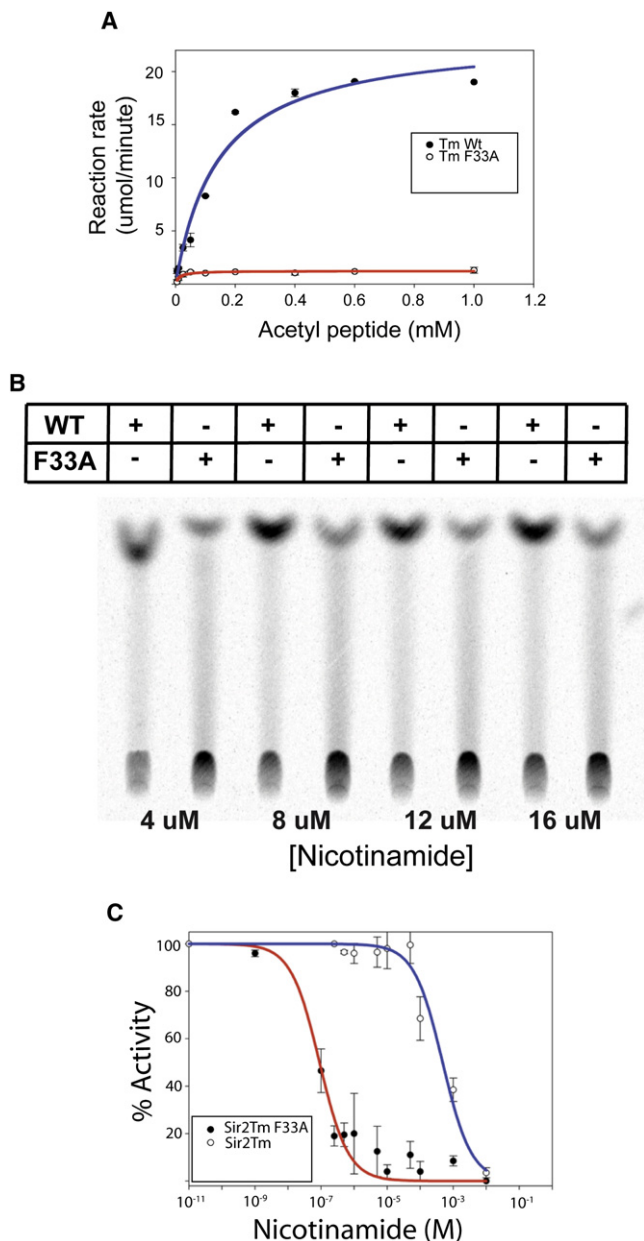 A
Reaction rate
(umol/minute)
20
15
10
5
Tm Wt
Tm F33A
0 0.2 0.4 0.6 0.8 1.0 1.2
Acetyl peptide (mM)
B
WT + - + - + - + -
F33A - + - + - + - +
4 uM 8 uM 12 uM 16 uM
[Nicotinamide]
C
% Activity
100
80
60
40
20
Sir2Tm F33A
Sir2Tm
10⁻¹¹ 10⁻⁹ 10⁻⁷ 10⁻⁵ 10⁻³ 10⁻¹
Nicotinamide (M)